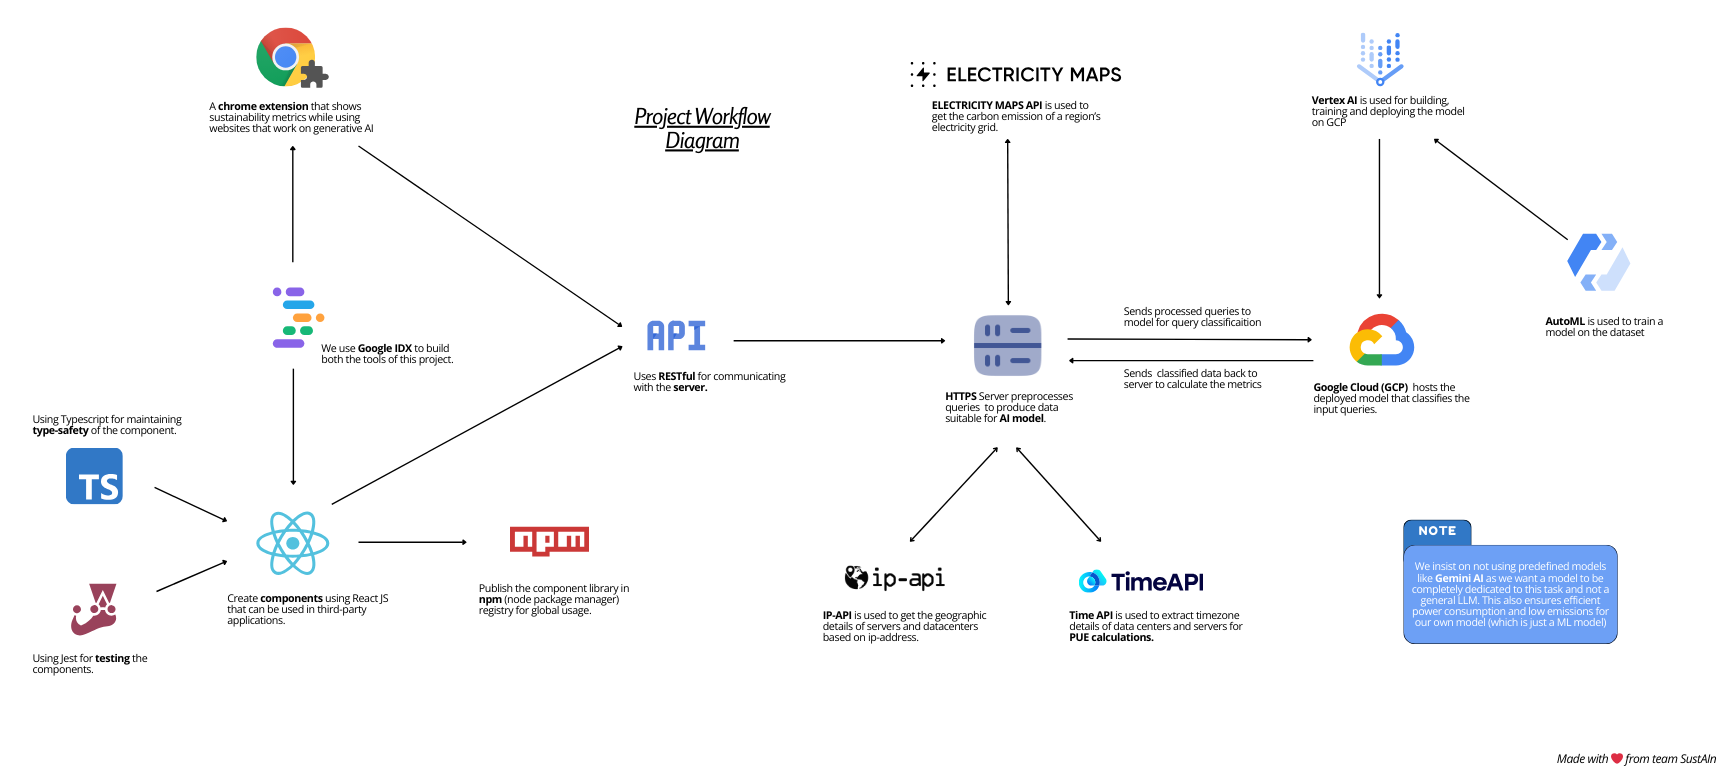 A chrome extension that shows
sustainability metrics while using
websites that work on generative AI
Project Workflow
Diagram
ELECTRICITY MAPS
ELECTRICITY MAPS API is used to
get the carbon emission of a region's
electricity grid.
Vertex AI is used for building,
training and deploying the model
on GCP
We use Google IDX to build
both the tools of this project.
API
Uses RESTful for communicating
with the server.
HTTPS Server preprocesses
queries to produce data
suitable for AI model.
Sends processed queries to
model for query classificaition
Sends classified data back to
server to calculate the metrics
Google Cloud (GCP) hosts the
deployed model that classifies the
input queries.
AutoML is used to train a
model on the dataset
Using Typescript for maintaining
type-safety of the component.
TS
Using Jest for testing the
components.
Create components using React JS
that can be used in third-party
applications.
npm
Publish the component library in
npm (node package manager)
registry for global usage.
ip-api
IP-API is used to get the geographic
details of servers and datacenters
based on ip-address.
TimeAPI
Time API is used to extract timezone
details of data centers and servers for
PUE calculations.
NOTE
We insist on not using predefined models
like Gemini AI as we want a model to be
completely dedicated to this task and not a
general LLM. This also ensures efficient
power consumption and low emissions for
our own model (which is just a ML model)
Made with ❤️ from team SustAIn